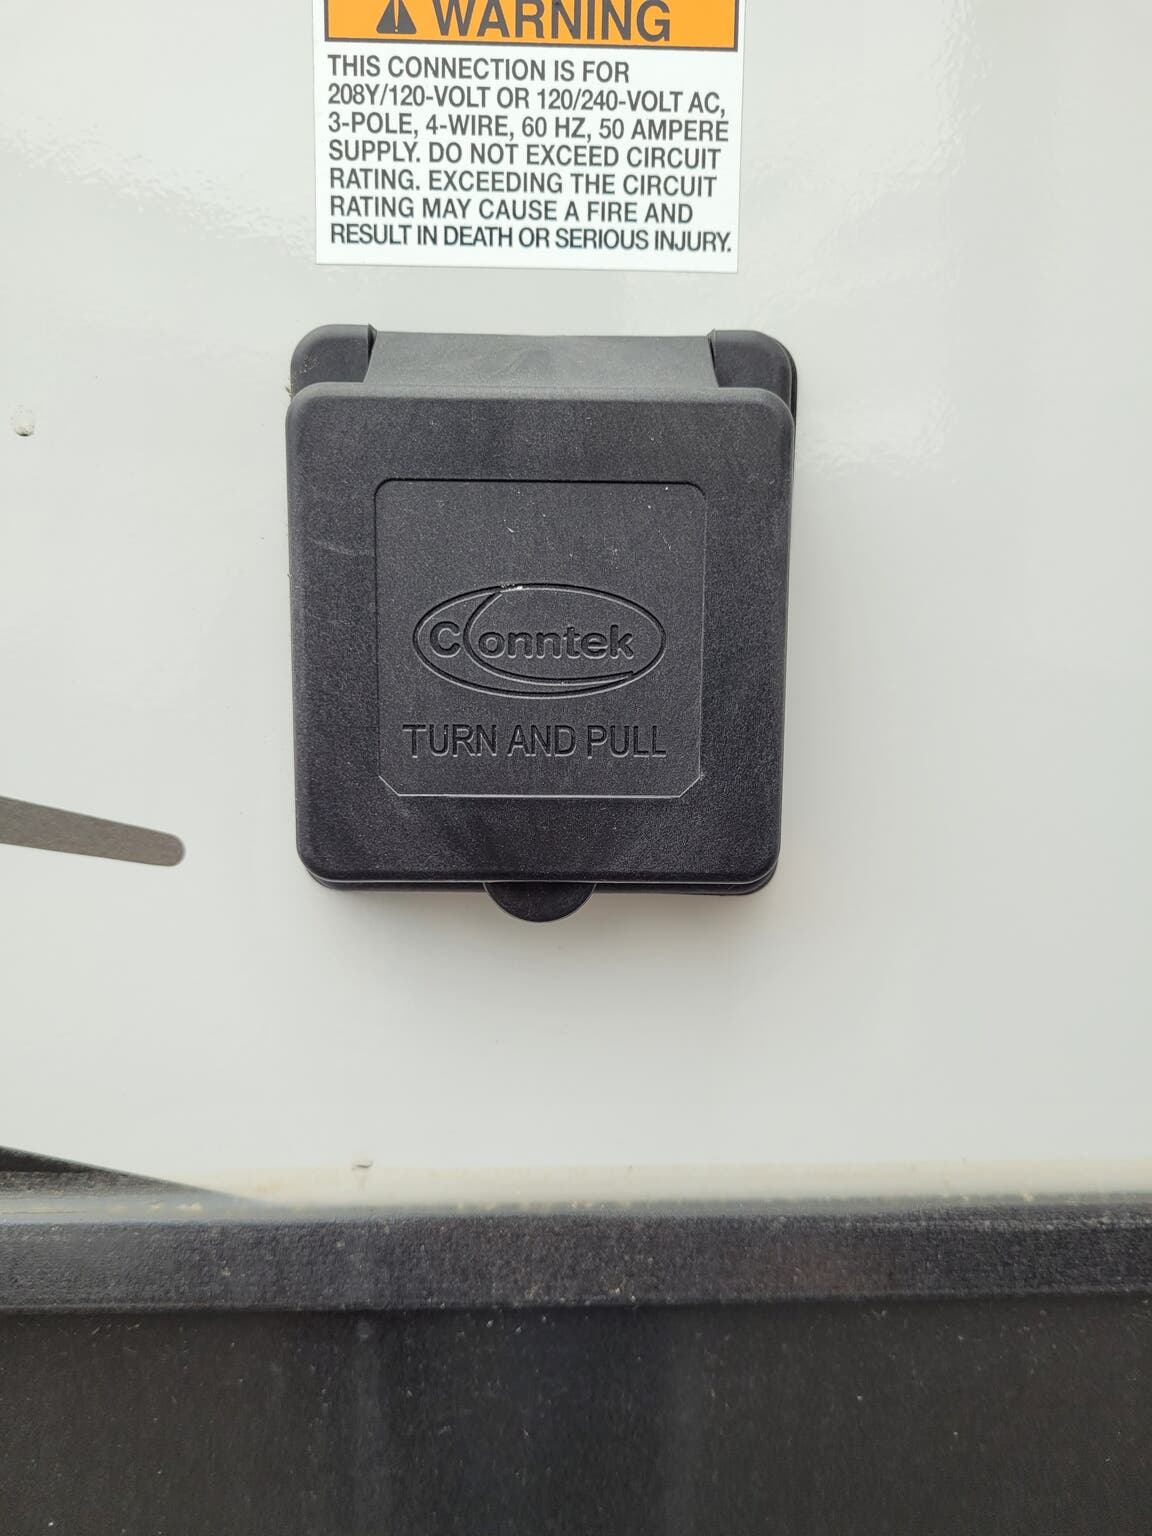 WARNING
THIS CONNECTION IS FOR
208Y/120-VOLT OR 120/240-VOLT AC,
3-POLE, 4-WIRE, 60 HZ, 50 AMPERE
SUPPLY. DO NOT EXCEED CIRCUIT
RATING. EXCEEDING THE CIRCUIT
RATING MAY CAUSE A FIRE AND
RESULT IN DEATH OR SERIOUS INJURY.
Conntek
TURN AND PULL